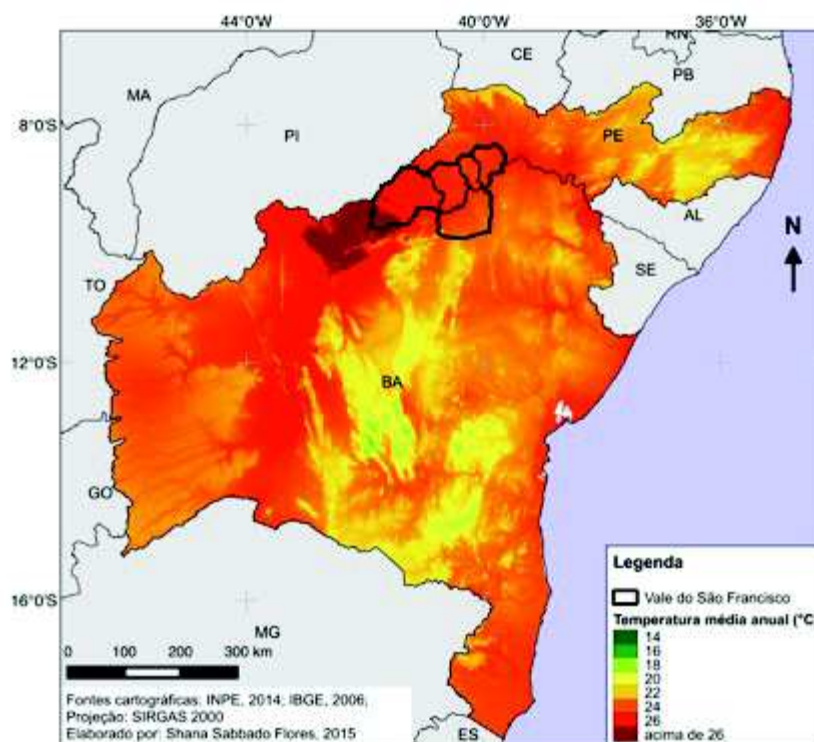 44°0'W 40°0'W 36°0'W
RN
CE
PB
MA
8°0'S
PE
PI
AL
N
SE
TO
12°0'S
BA
GO
Legenda
Vale do São Francisco
16°0'S
Temperatura média anual (°C)
MG
14
16
0 100 200 300 km
18
20
22
Fontes cartográficas: INPE, 2014; IBGE, 2006;
24
Projeção: SIRGAS 2000
26
Elaborado por: Shana Sabbado Flores, 2015
ES
acima de 26